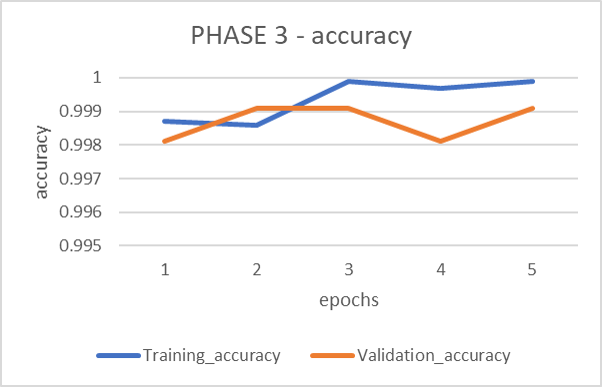 PHASE 3 - accuracy
1
0.999
0.998
0.997
0.996
0.995
accuracy
1 2 3 4 5
epochs
Training_accuracy Validation_accuracy